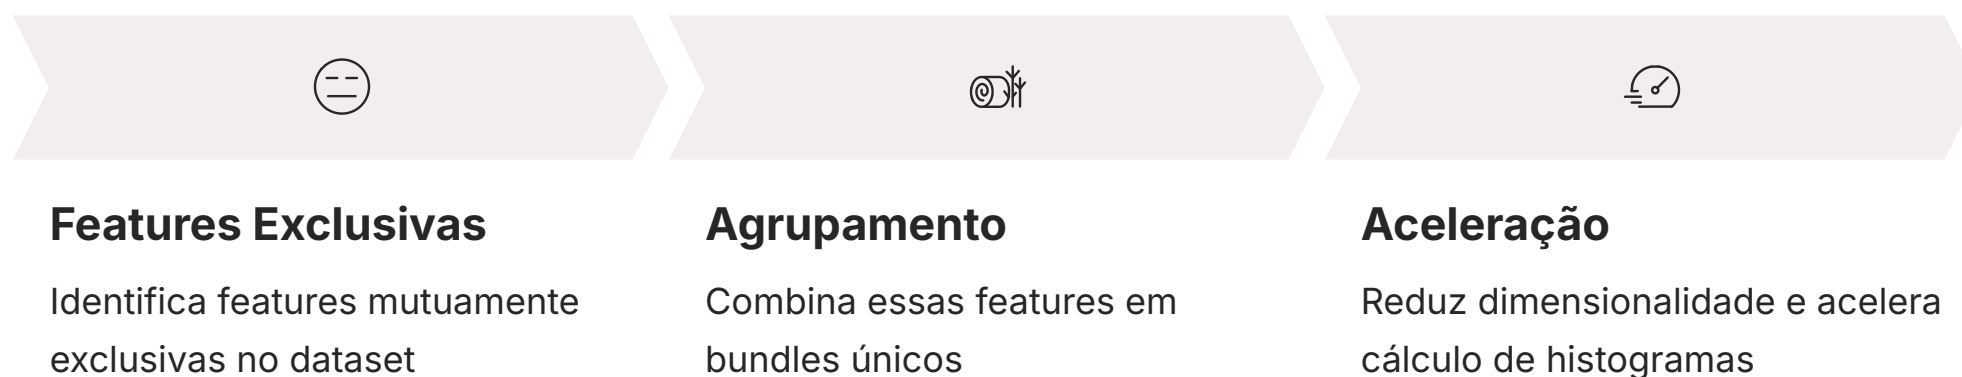 Features Exclusivas
Identifica features mutuamente
exclusivas no dataset
Agrupamento
Combina essas features em
bundles únicos
Aceleração
Reduz dimensionalidade e acelera
cálculo de histogramas